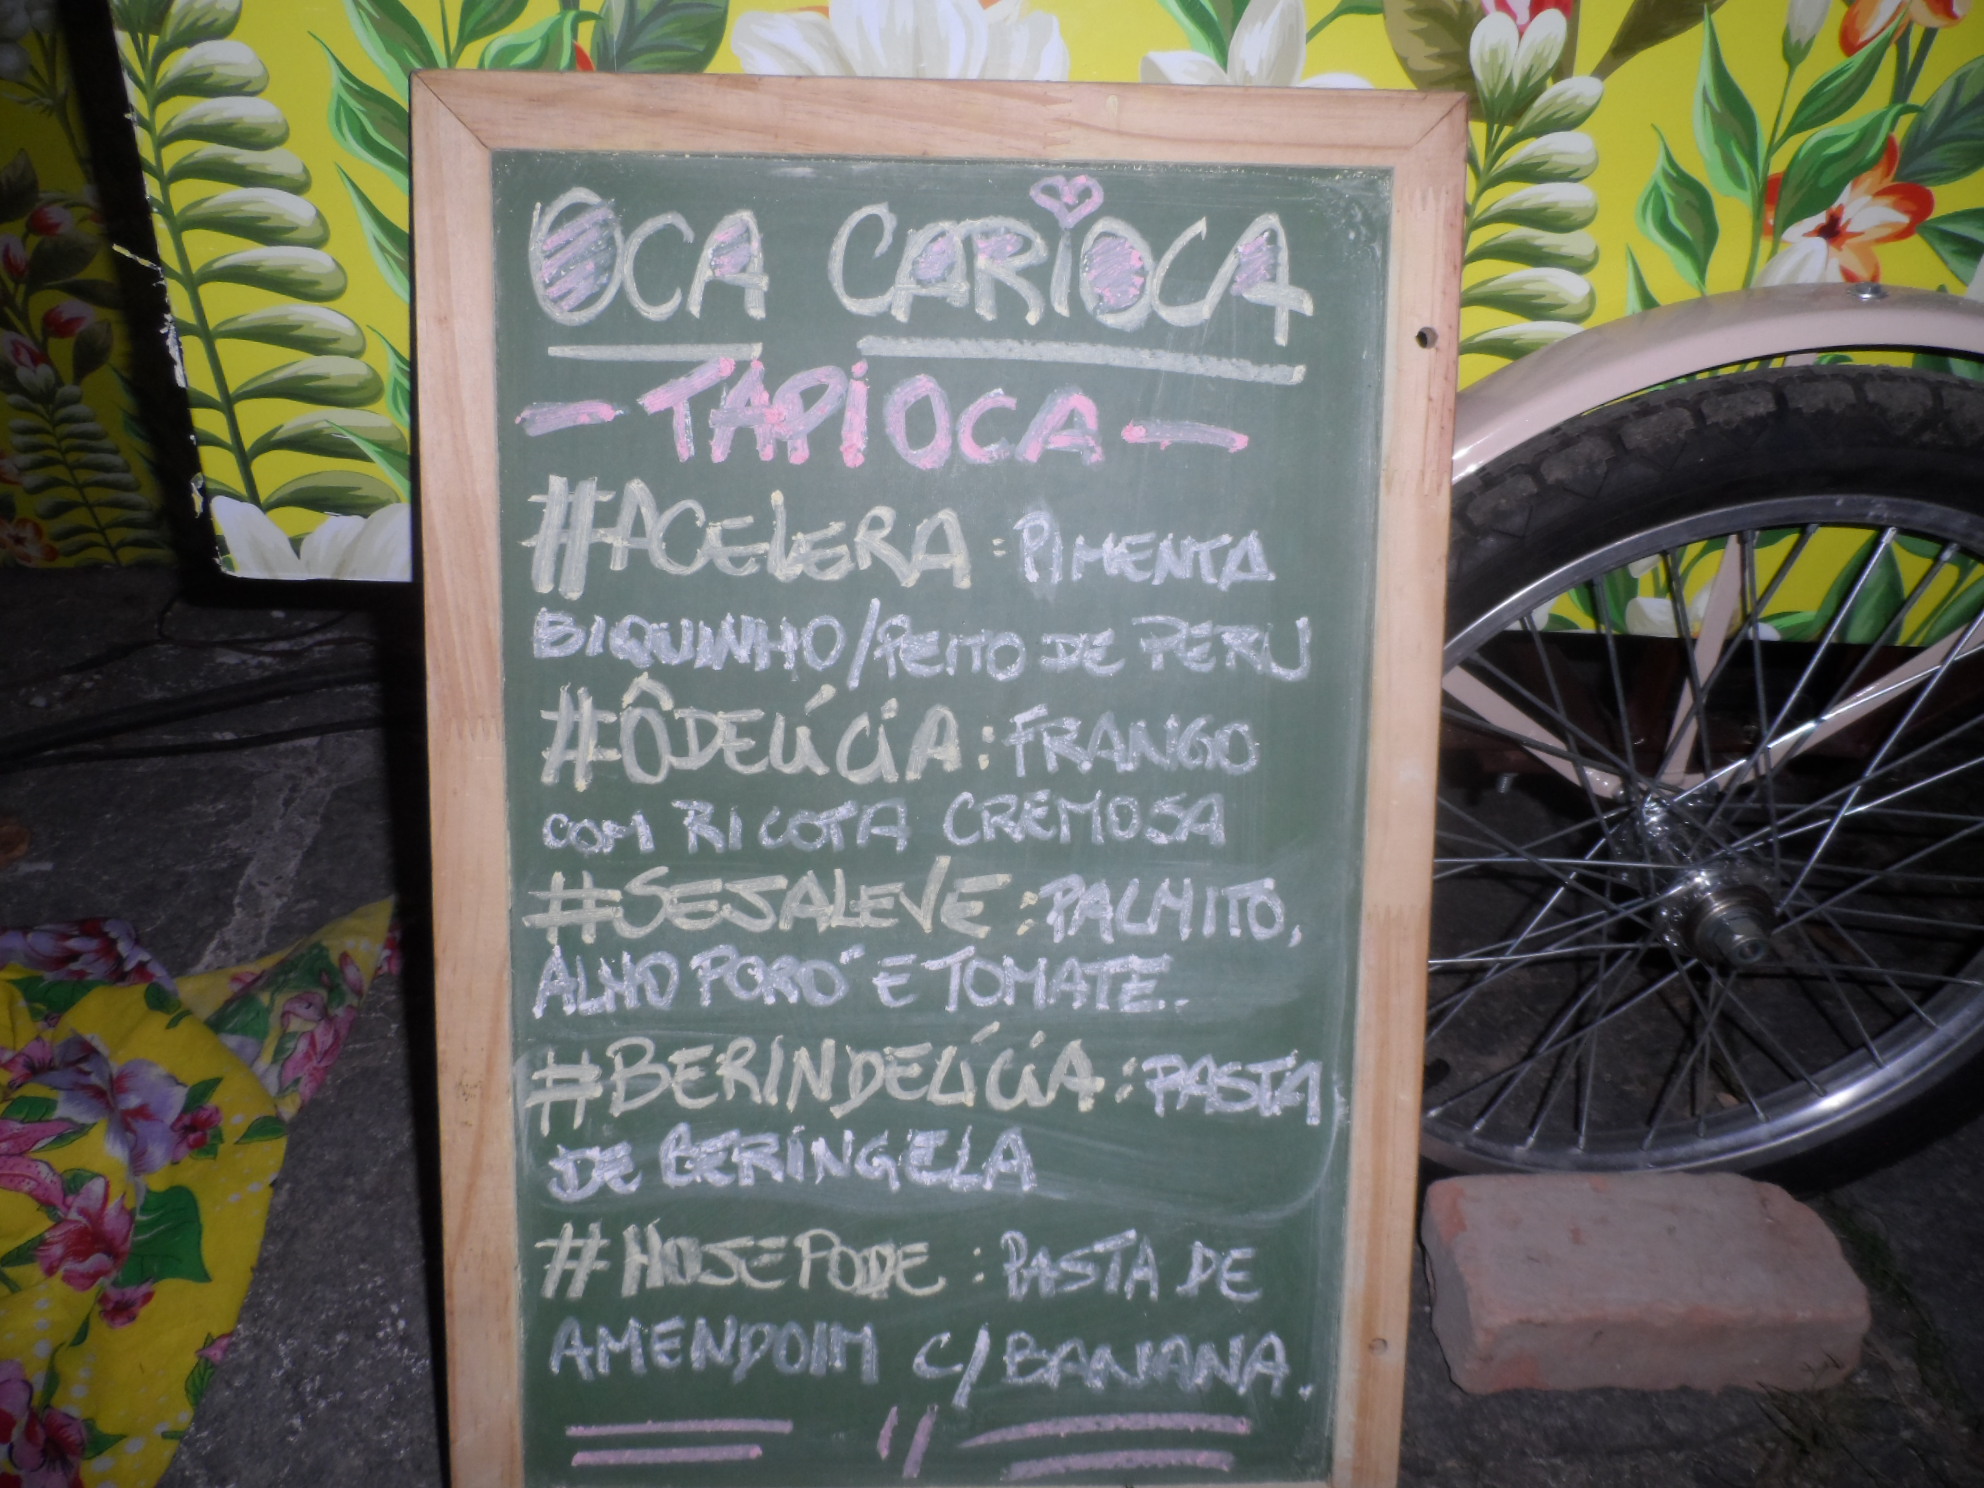 OCA CARIOCA
- TAPIOCA -
#ACELERA : PIMENTA
BIQUINHO/PEITO DE PERU
#ÔDELÍCIA : FRANGO
COM RICOTA CREMOSA
#SEJALEVE : PALMITO,
ALHO PORÓ E TOMATE..
#BERINDELÍCIA : PASTA
DE BERINGELA
#HOJEPODE : PASTA DE
AMENDOIM C/ BANANA.